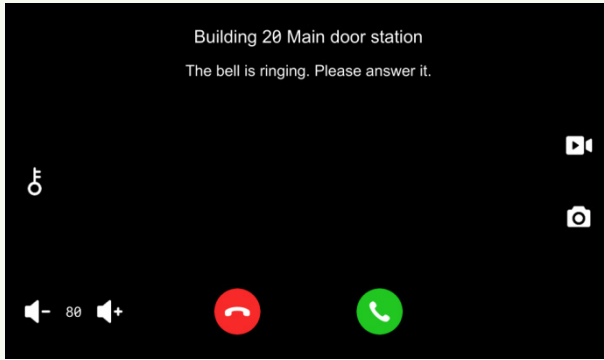 Building 20 Main door station
The bell is ringing. Please answer it.
80